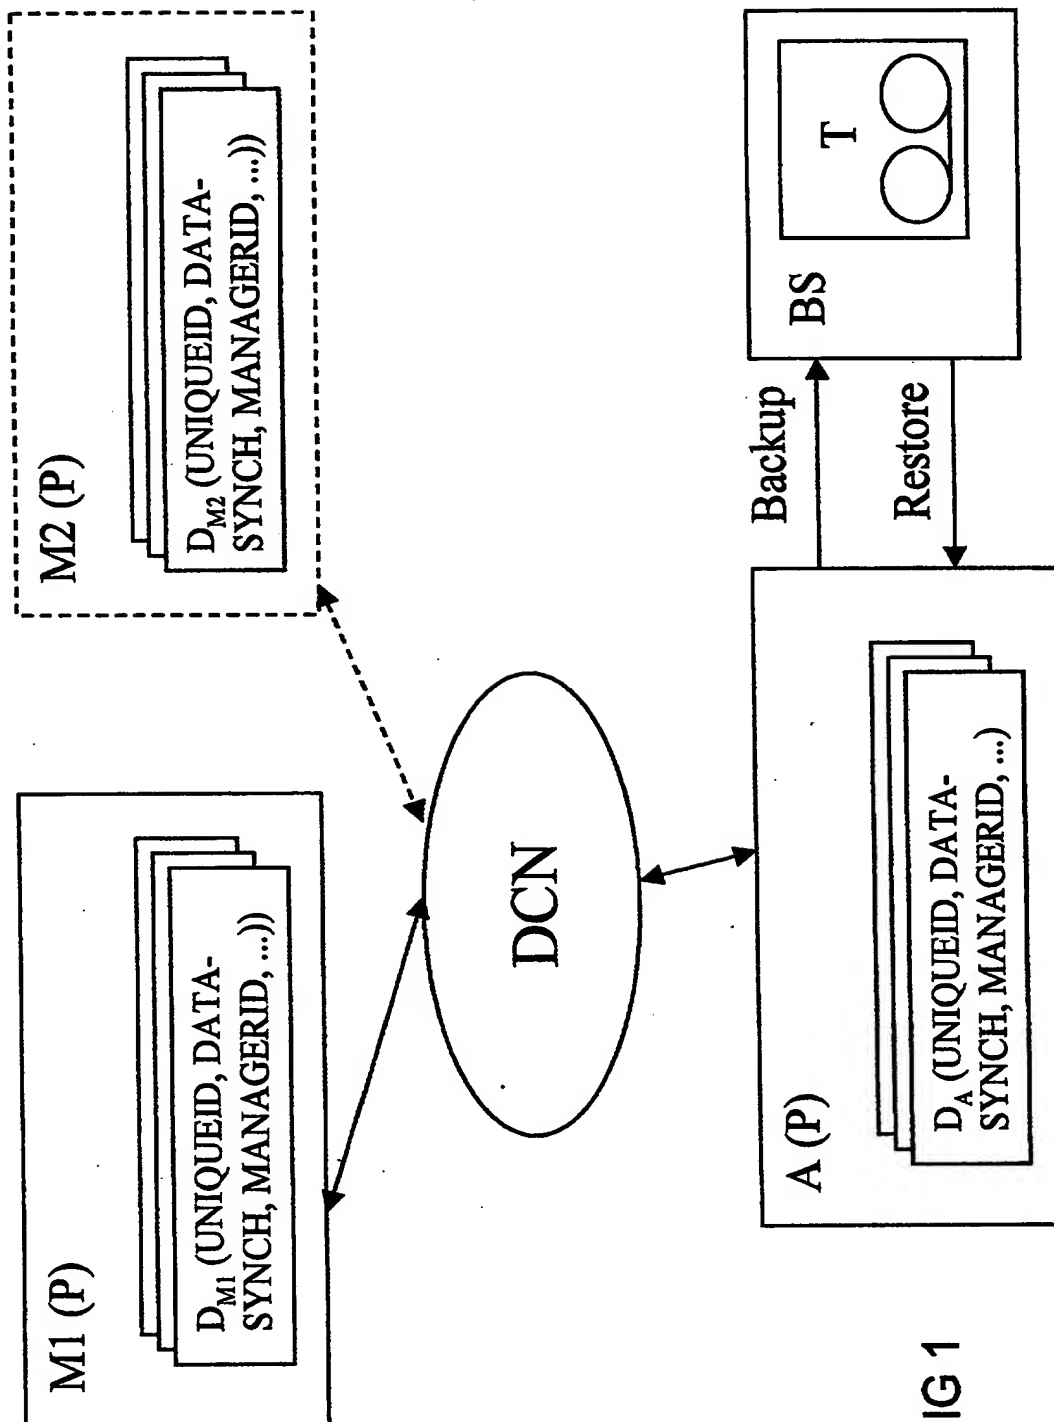 M1 (P)
D_M1 (UNIQUEID, DATA-
SYNCH, MANAGERID, ...))
M2 (P)
D_M2 (UNIQUEID, DATA-
SYNCH, MANAGERID, ...))
DCN
A (P)
D_A (UNIQUEID, DATA-
SYNCH, MANAGERID, ...)
Backup
Restore
BS
T
IG 1